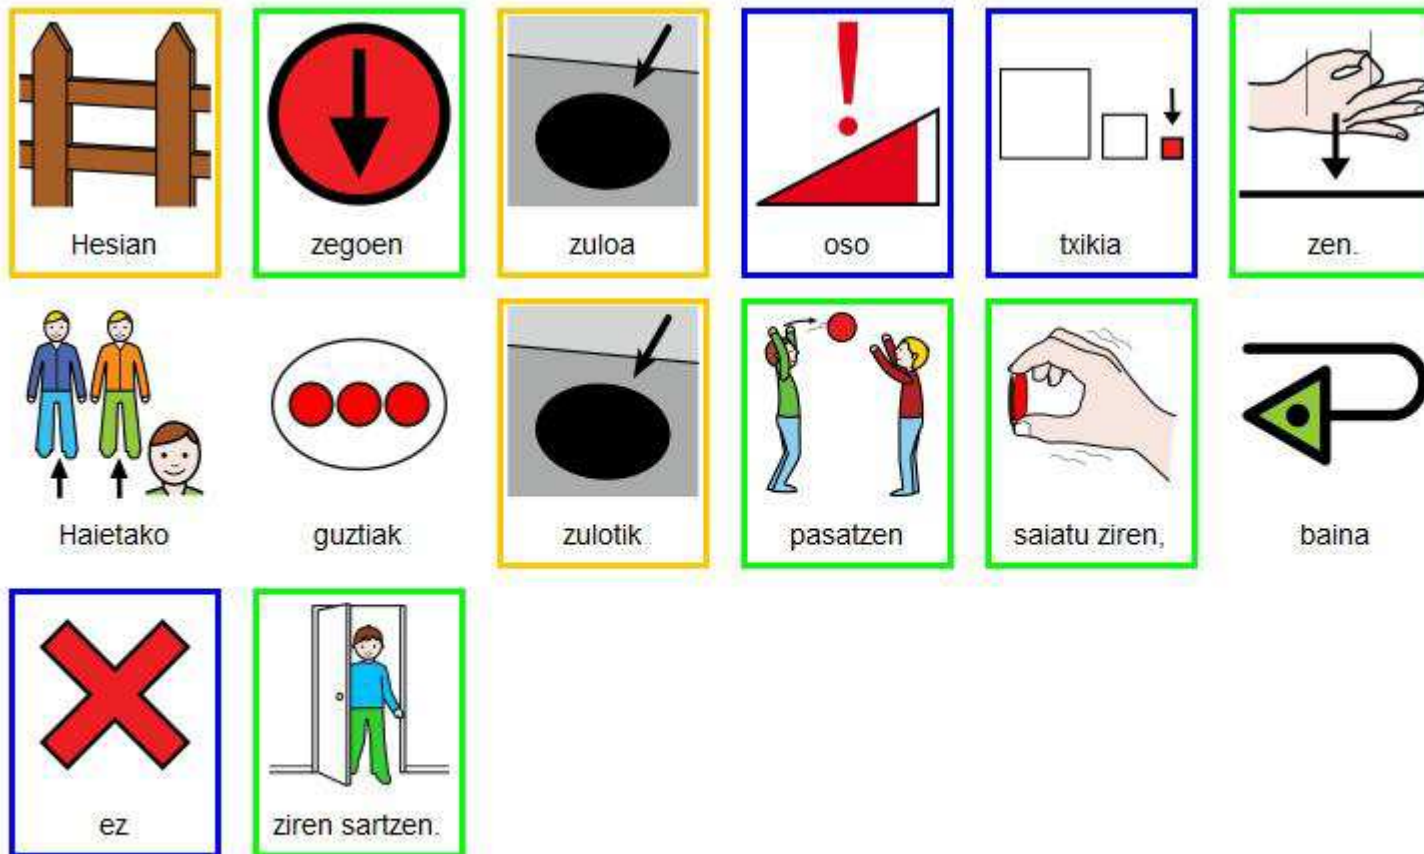 Hesian zegoen zuloa oso txikia zen.
Haietako guztiak zulotik pasatzen saiatu ziren, baina
ez ziren sartzen.